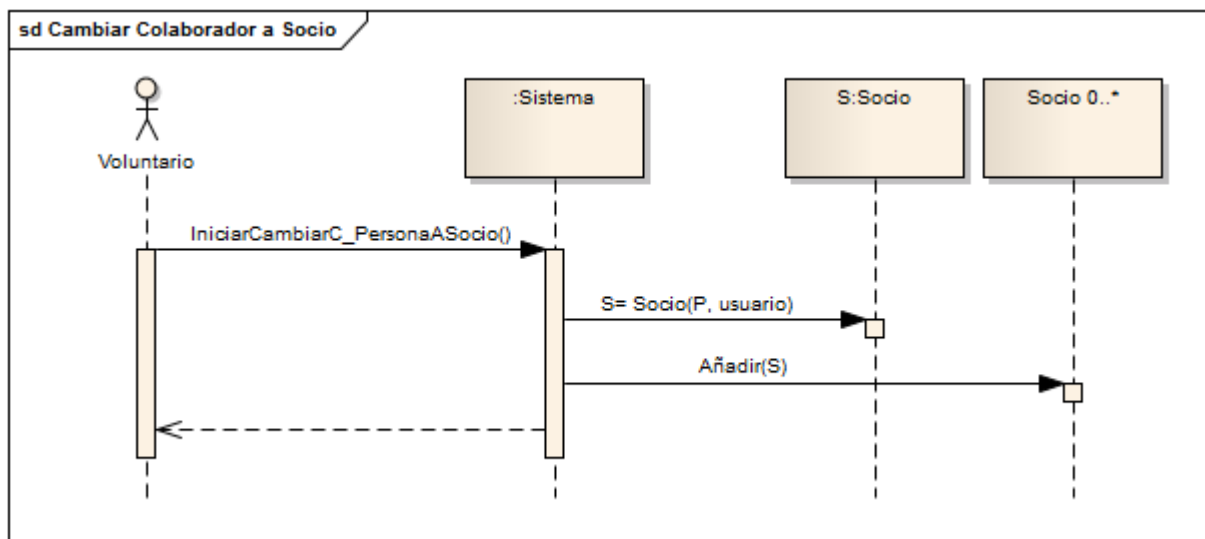 sd Cambiar Colaborador a Socio
Voluntario
:Sistema
S:Socio
Socio 0..*
IniciarCambiarC_PersonaASocio()
S= Socio(P, usuario)
Añadir(S)